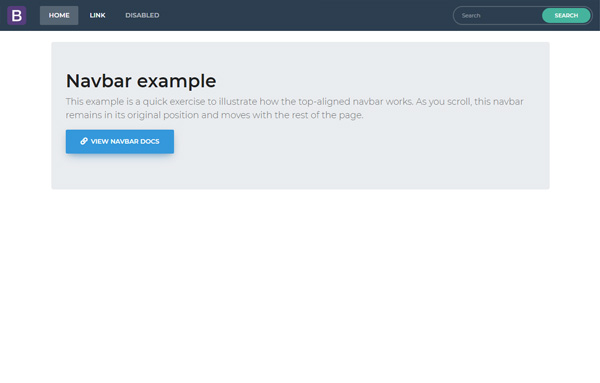 B
HOME
LINK
DISABLED
Search
SEARCH
Navbar example
This example is a quick exercise to illustrate how the top-aligned navbar works. As you scroll, this navbar
remains in its original position and moves with the rest of the page.
VIEW NAVBAR DOCS